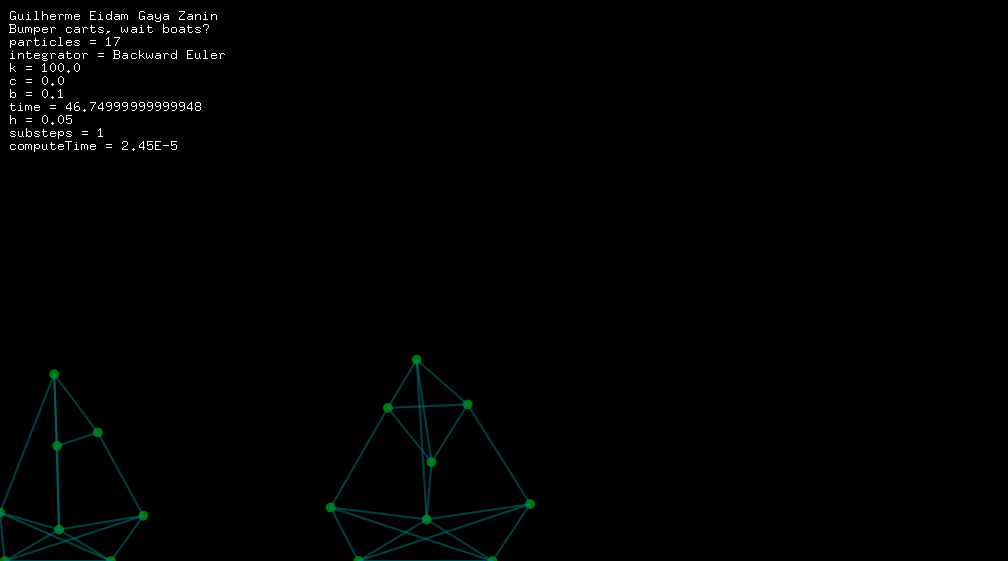 Guilherme Eidam Gaya Zanin
Bumper carts, wait boats?
particles = 17
integrator = Backward Euler
k = 100.0
c = 0.0
b = 0.1
time = 46.74999999999948
h = 0.05
substeps = 1
computeTime = 2.45E-5